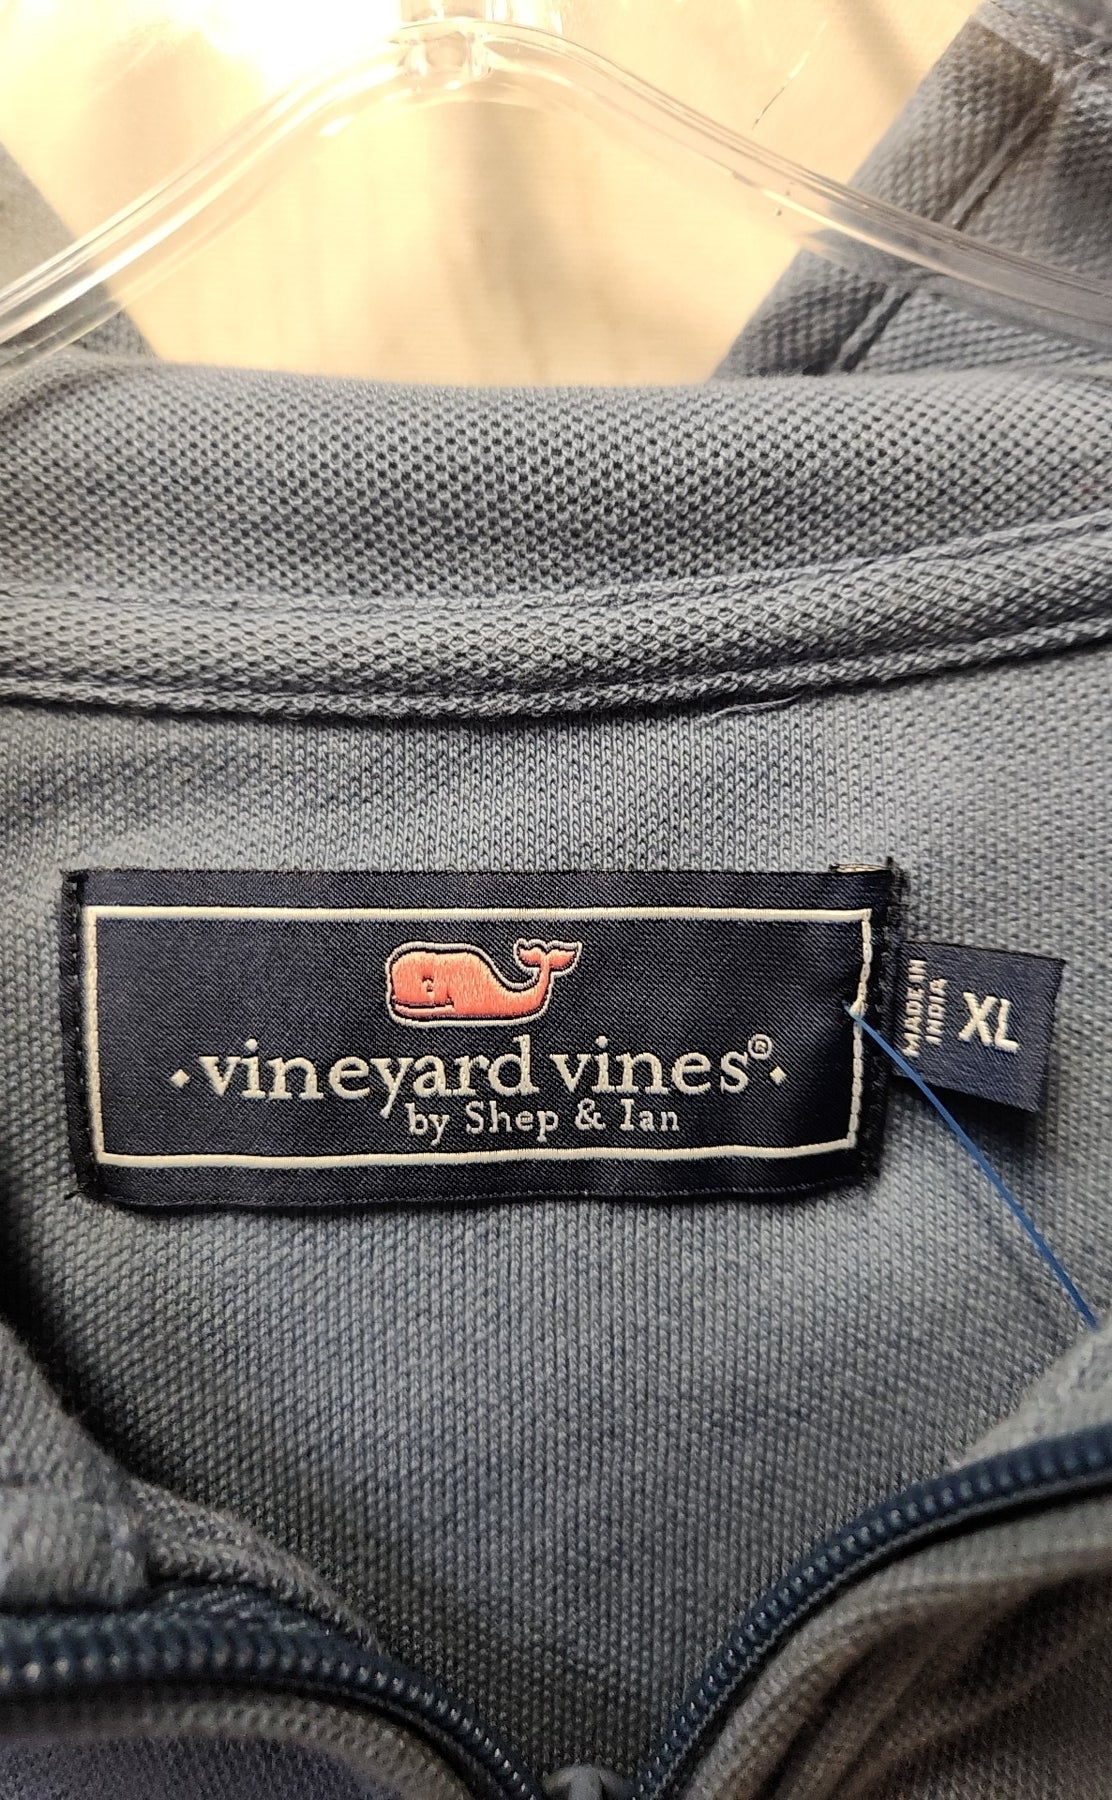 ·vineyard vines®·
by Shep & Ian
MADE IN
INDIA
XL